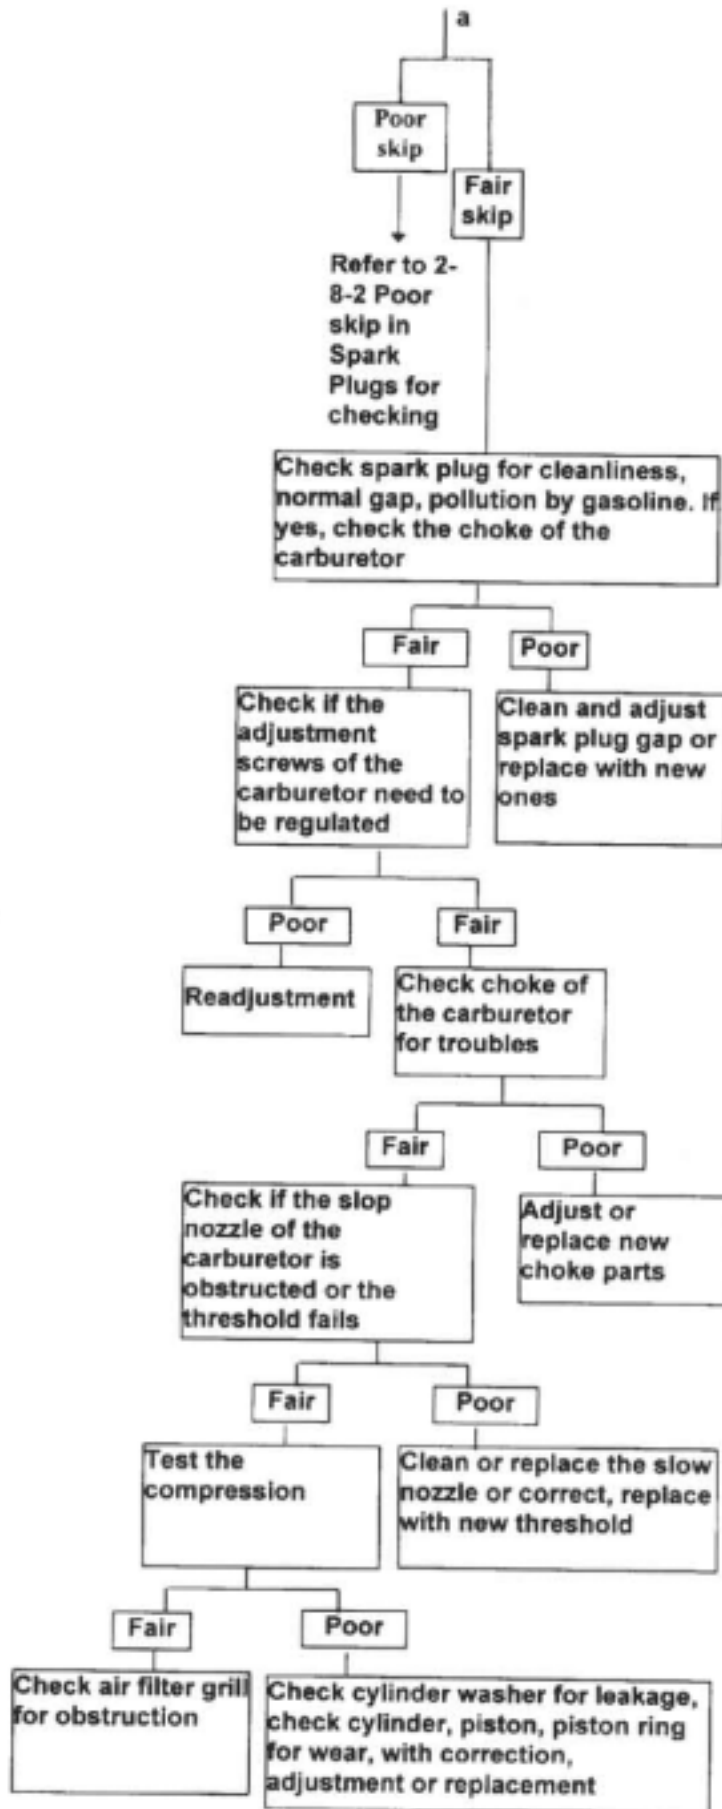 a
Poor
skip
Fair
skip
Refer to 2-
8-2 Poor
skip in
Spark
Plugs for
checking
Check spark plug for cleanliness,
normal gap, pollution by gasoline. If
yes, check the choke of the
carburetor
Fair
Poor
Check if the
adjustment
screws of the
carburetor need to
be regulated
Clean and adjust
spark plug gap or
replace with new
ones
Poor
Fair
Readjustment
Check choke of
the carburetor
for troubles
Fair
Poor
Check if the slop
nozzle of the
carburetor is
obstructed or the
threshold fails
Adjust or
replace new
choke parts
Fair
Poor
Test the
compression
Clean or replace the slow
nozzle or correct, replace
with new threshold
Fair
Poor
Check air filter grill
for obstruction
Check cylinder washer for leakage,
check cylinder, piston, piston ring
for wear, with correction,
adjustment or replacement